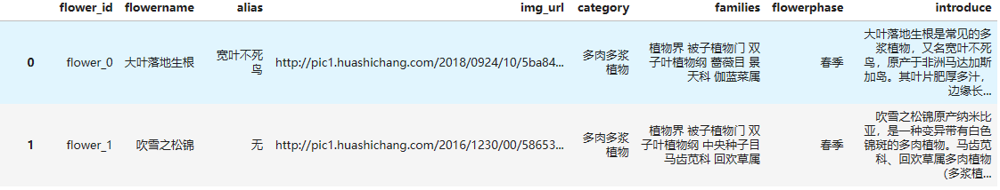 flower_id flowername alias img_url category families flowerphase introduce
0 flower_0 大叶落地生根 宽叶不死鸟 http://pic1.huashichang.com/2018/0924/10/5ba84... 多肉多浆植物 植物界 被子植物门 双子叶植物纲 蔷薇目 景天科 伽蓝菜属 春季 大叶落地生根是常见的多浆植物，又名宽叶不死鸟，原产于非洲马达加斯加岛。其叶片肥厚多汁，边缘长...
1 flower_1 吹雪之松锦 无 http://pic1.huashichang.com/2016/1230/00/58653... 多肉多浆植物 植物界 被子植物门 双子叶植物纲 中央种子目 马齿苋科 回欢草属 春季 吹雪之松锦原产纳米比亚，是一种变异带有白色锦斑的多肉植物。马齿苋科、回欢草属多肉植物(多浆植...